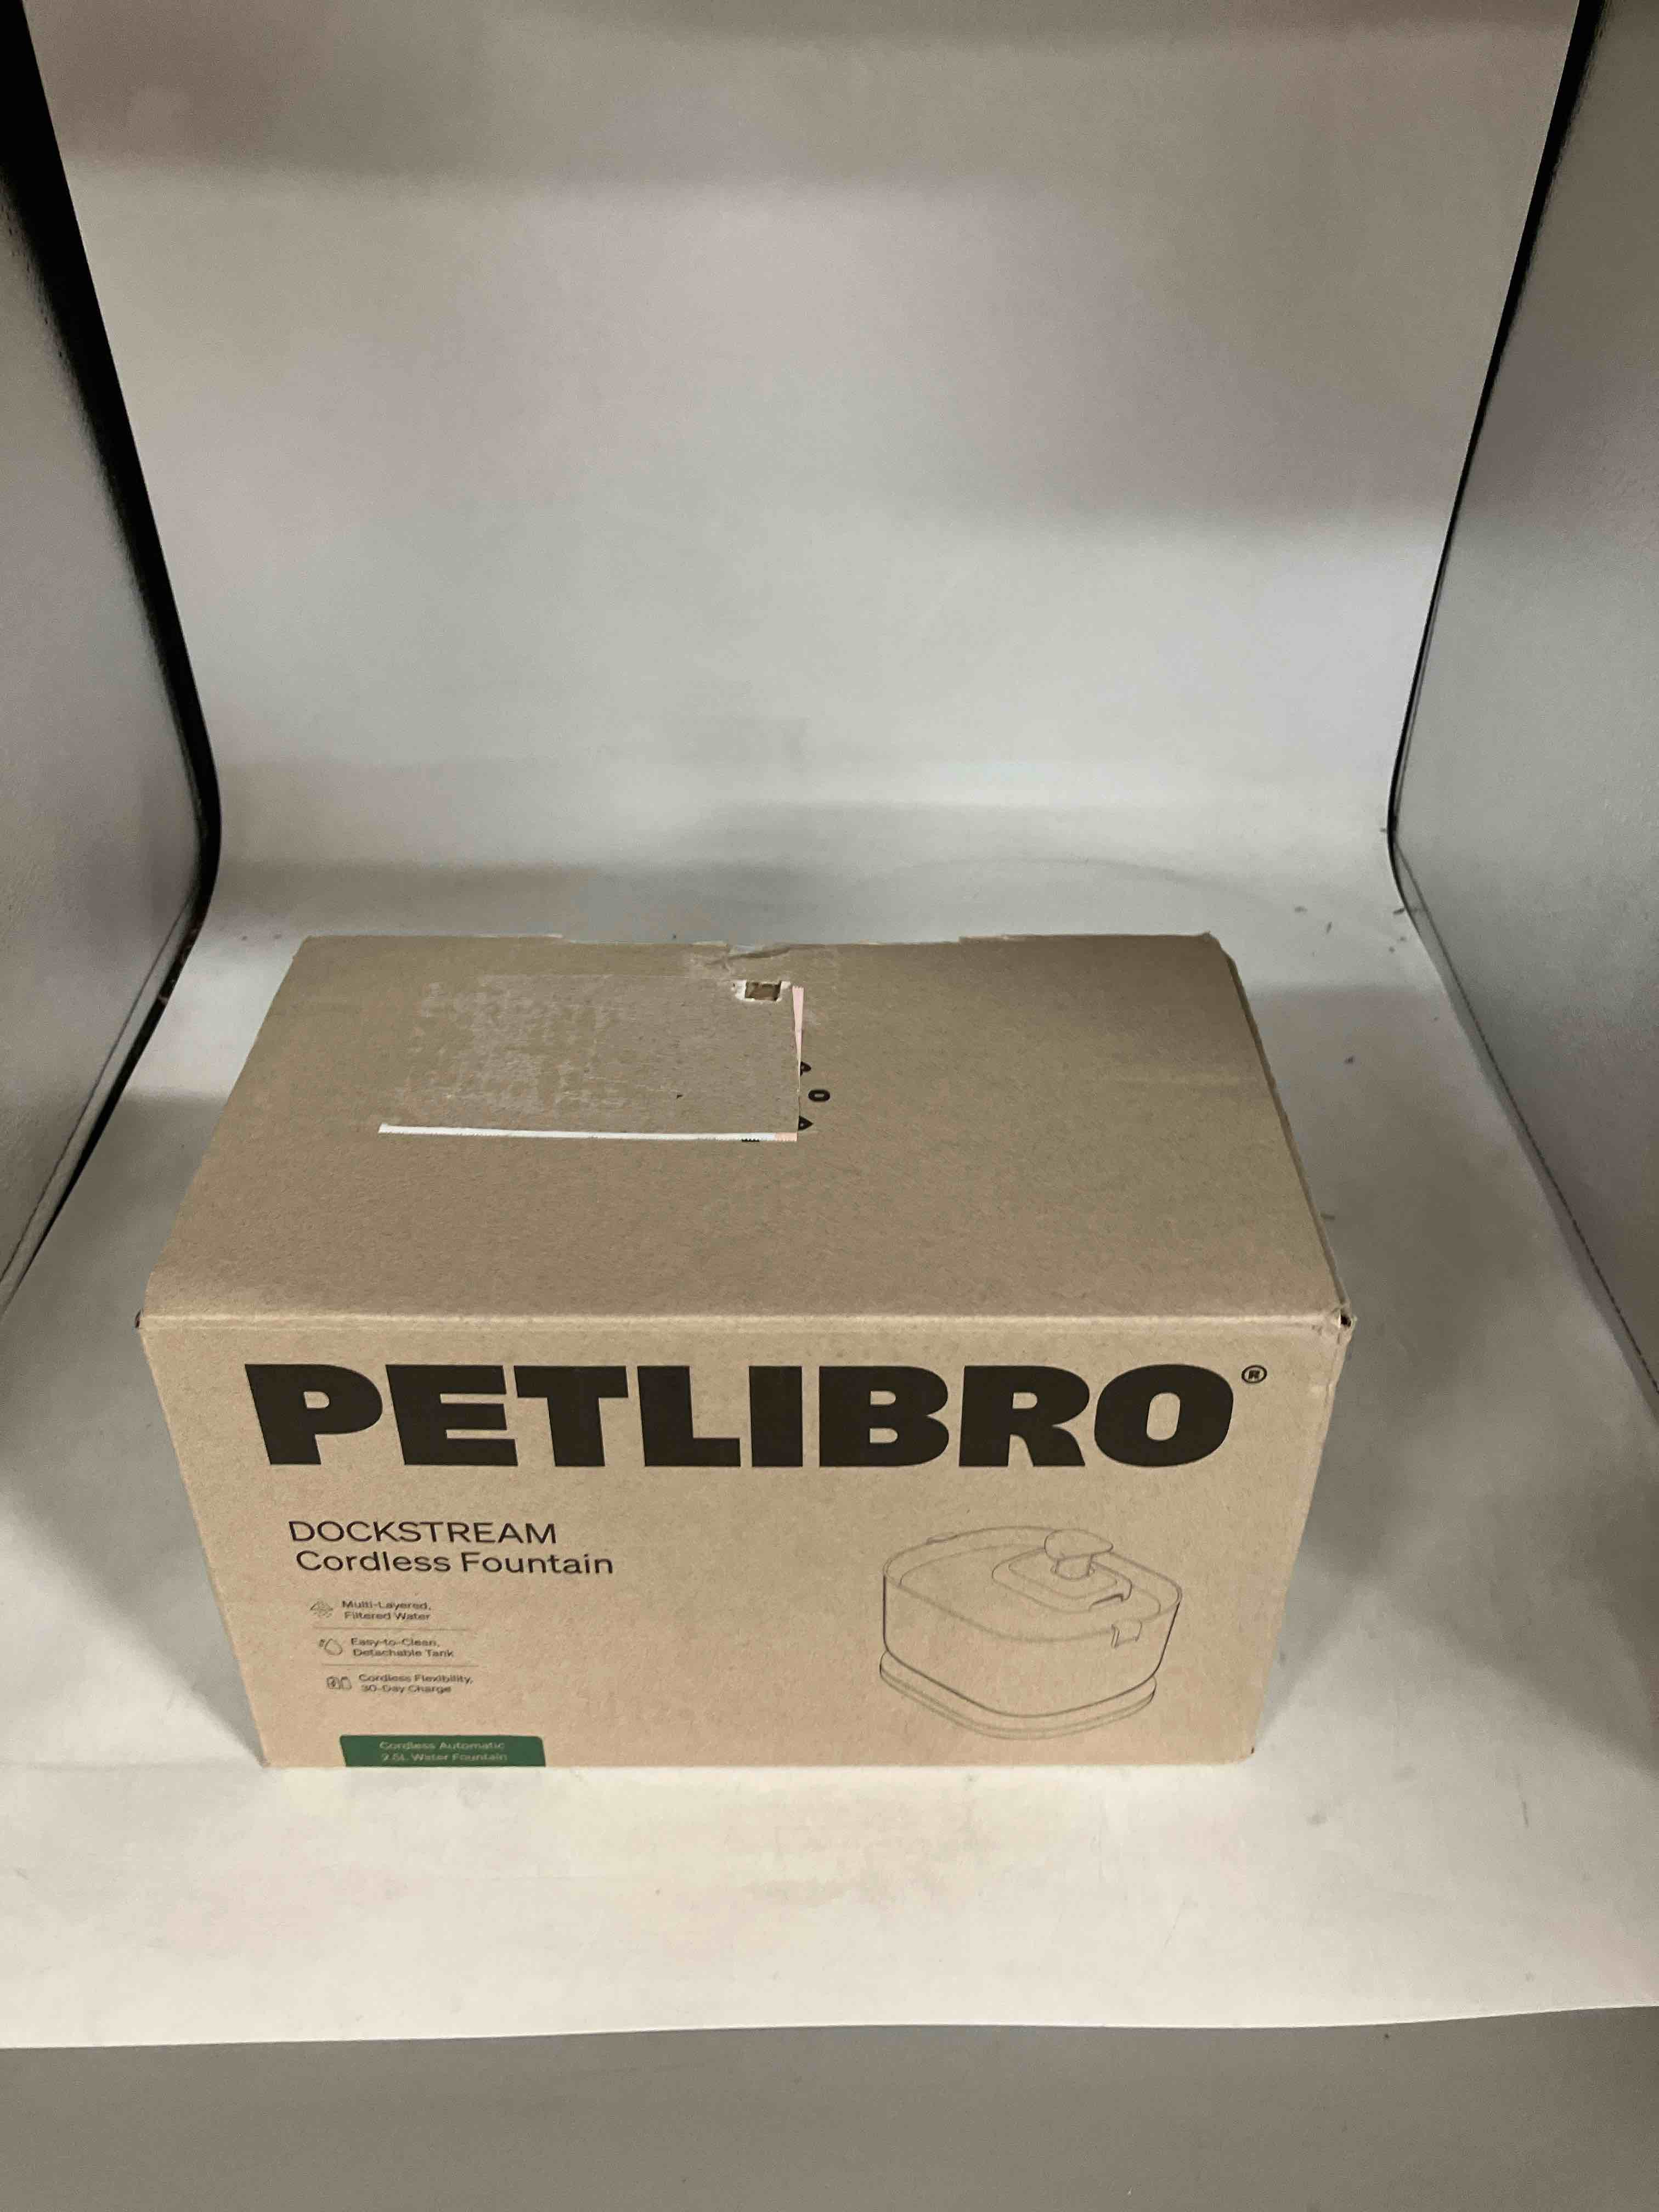 PETLIBRO®
DOCKSTREAM
Cordless Fountain
Multi-Layered,
Filtered Water
Easy-to-Clean,
Detachable Tank
Cordless Flexibility,
30-Day Charge
Cordless Automatic
2.5L Water Fountain